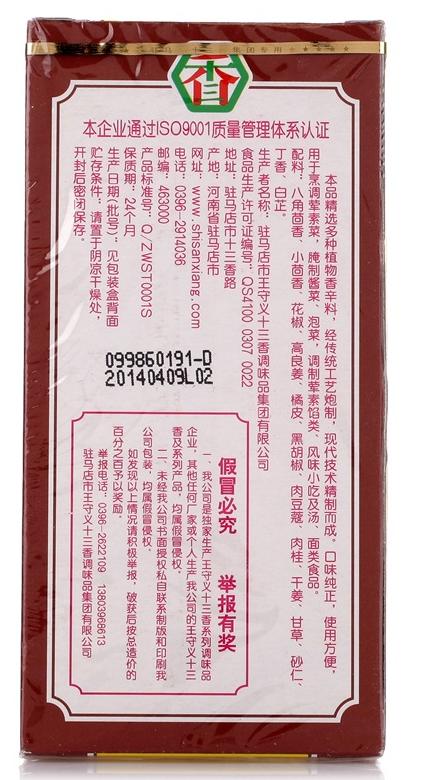 香
本企业通过ISO9001质量管理体系认证
本品精选多种植物香辛料，经传统工艺炮制，现代技术精制而成。口味纯正，使用方便，
用于烹调荤素菜，腌制酱菜、泡菜，调制荤素馅类、风味小吃及汤、面类食品。
配料：八角茴香、小茴香、花椒、高良姜、橘皮、黑胡椒、肉豆蔻、肉桂、干姜、甘草、砂仁、
丁香、白芷。
生产者名称：驻马店市王守义十三香调味品集团有限公司
食品生产许可证编号：QS4100 0307 0022
地址：驻马店市十三香路
产地：河南省驻马店市
网址：www.shisanxiang.com
电话：0396-2914036
邮编：463000
产品标准号：Q/ZWST0001S
保质期：24个月
生产日期(批号)：见包装盒背面
贮存条件：请置于阴凉干燥处，
开封后密闭保存。
099860191-D
20140409L02
假冒必究 举报有奖
一、我公司是独家生产王守义十三香系列调味品
企业，其他任何厂家或个人生产我公司的王守义十三
香及系列产品，均属假冒侵权。
二、未经我公司书面授权私自联系制版和印刷我
公司包装，均属假冒侵权。
如发现以上情况请积极举报，破获后按总造价的
百分之百予以奖励。
举报电话：0396-2622109 13803968613
驻马店市王守义十三香调味品集团有限公司